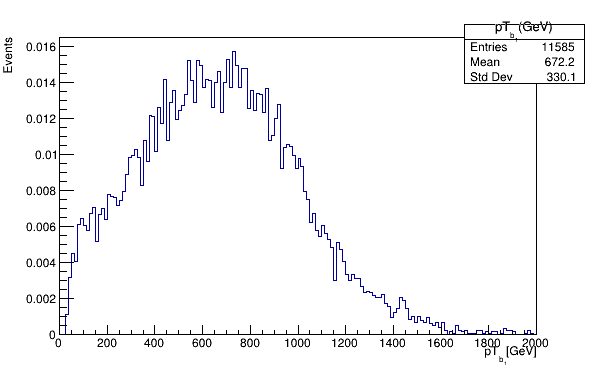 pT_b_1(GeV)
Entries 11585
Mean 672.2
Std Dev 330.1
Events
0.016
0.014
0.012
0.01
0.008
0.006
0.004
0.002
0
0 200 400 600 800 1000 1200 1400 1600 1800 2000
pT_b_1[GeV]